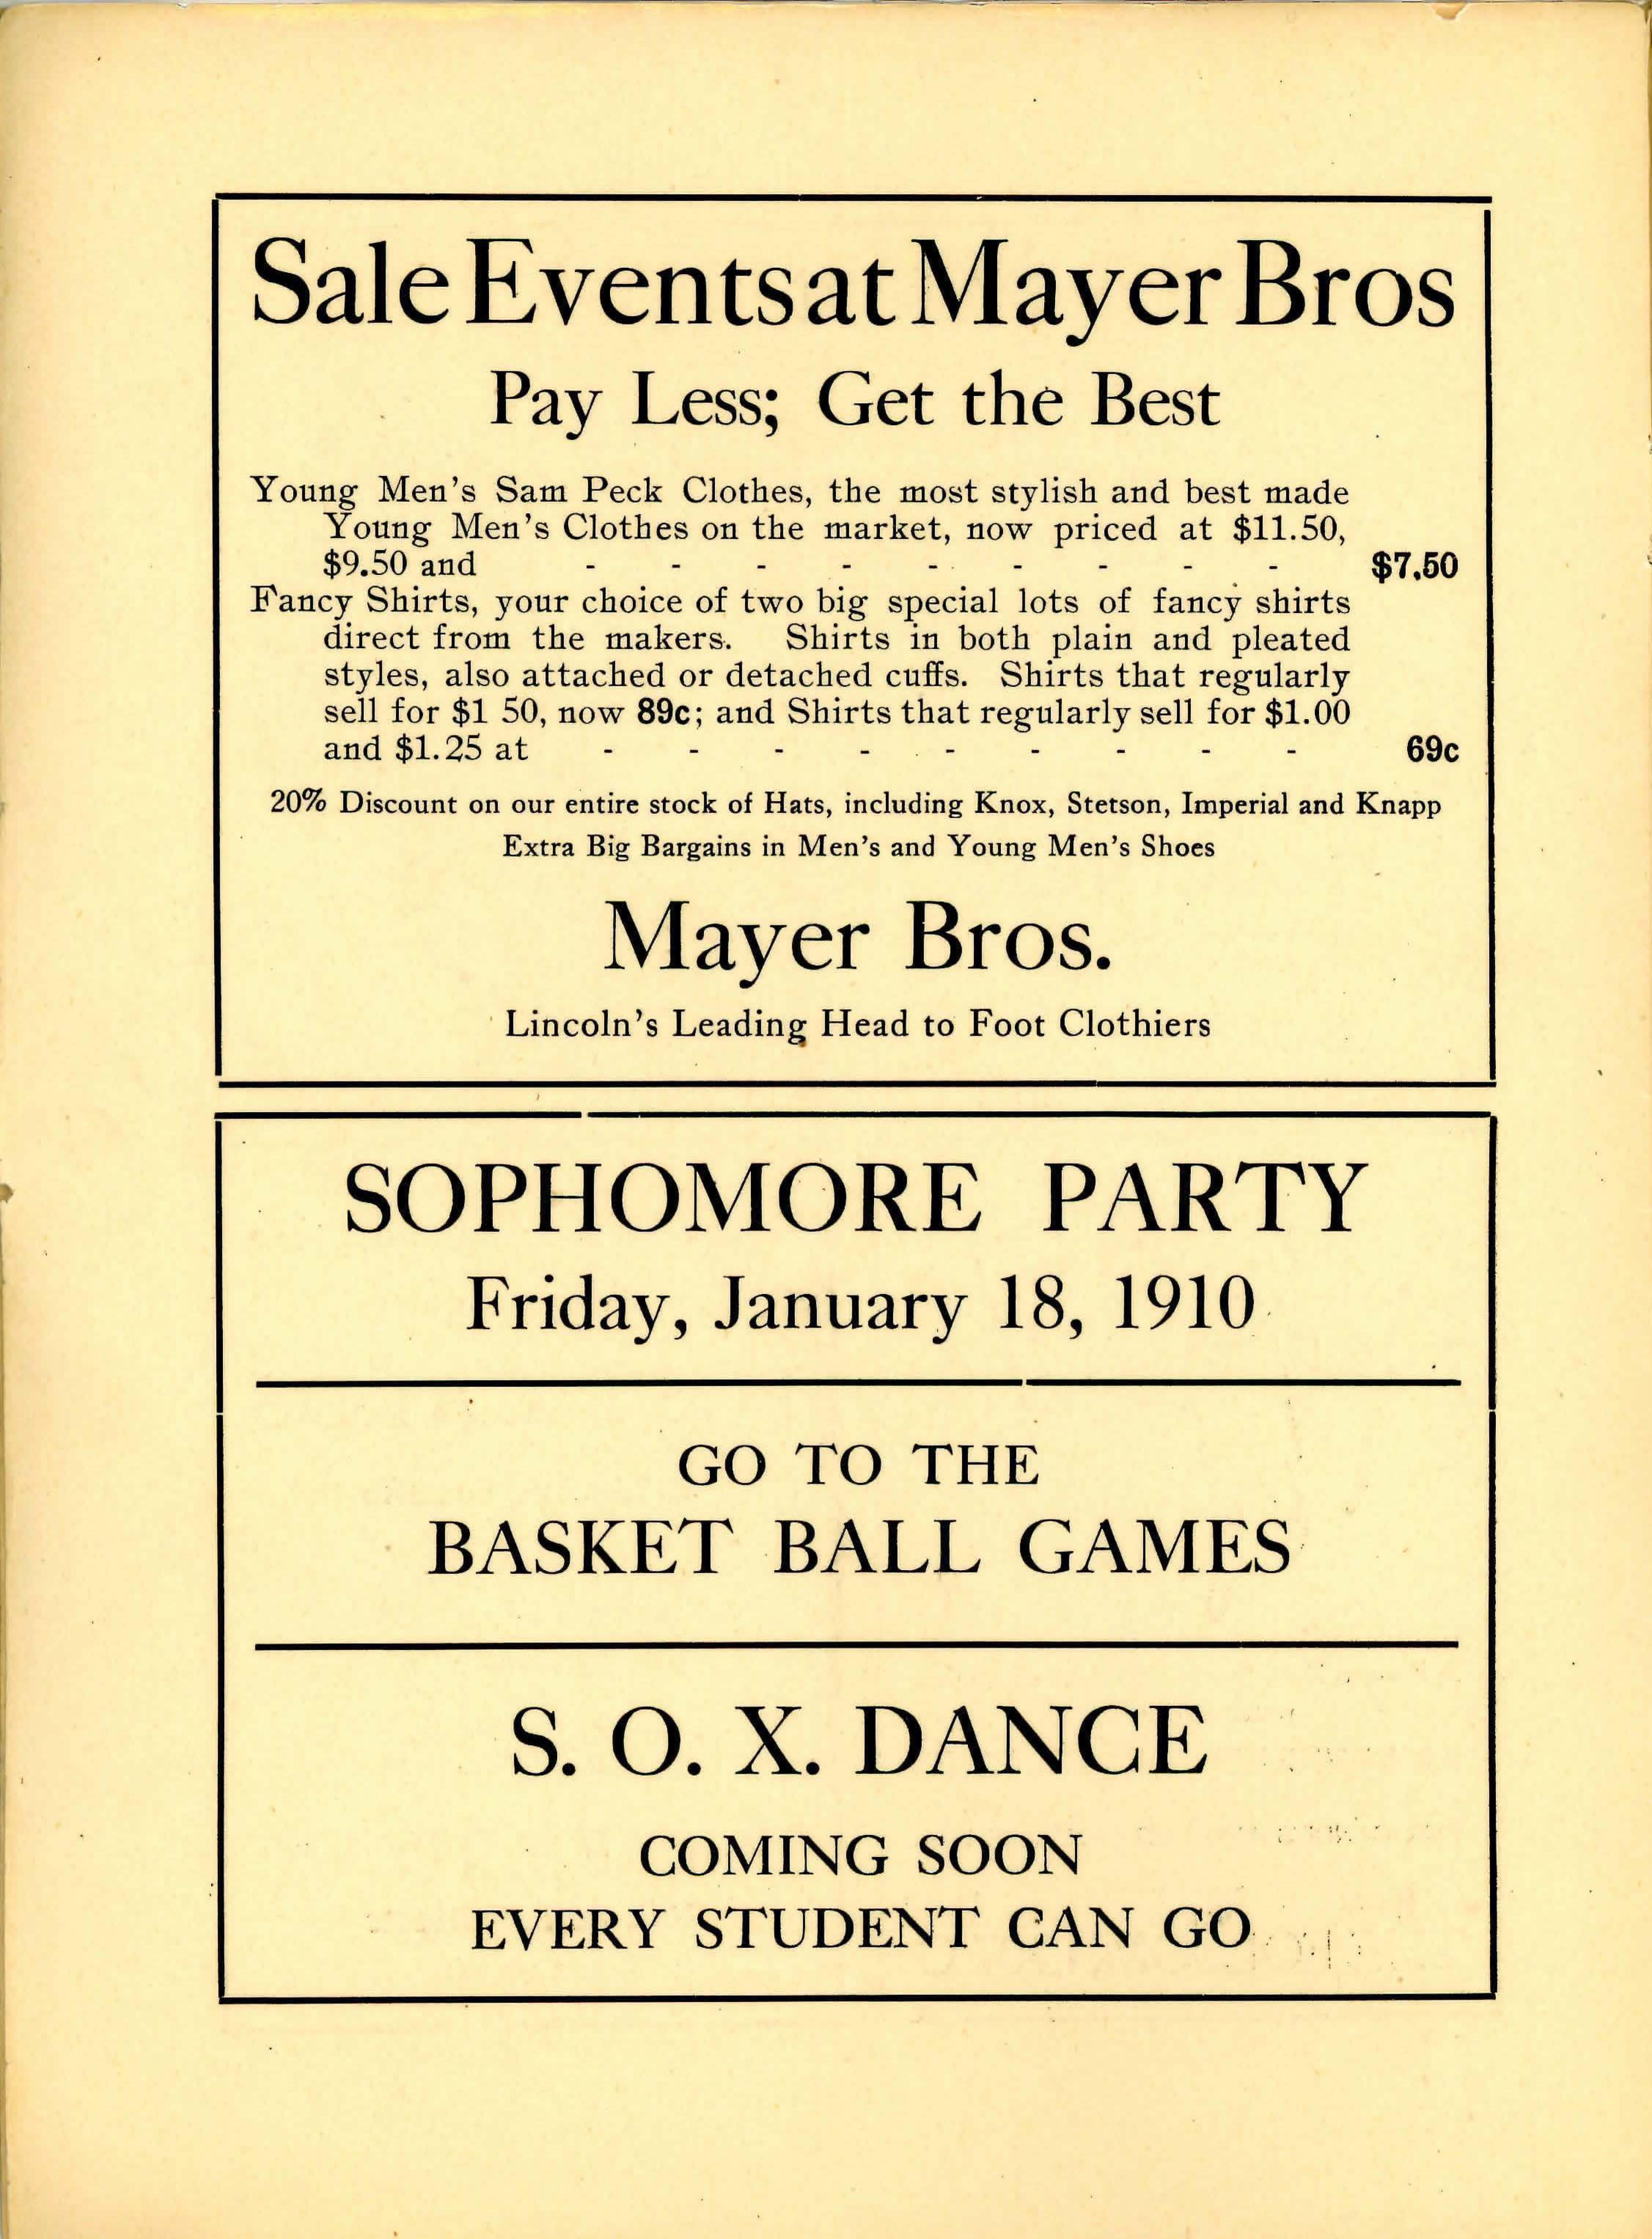 Sale Events at Mayer Bros
Pay Less; Get the Best
Young Men's Sam Peck Clothes, the most stylish and best made
Young Men's Clothes on the market, now priced at $11.50,
$9.50 and - - - - - - - - - $7.50
Fancy Shirts, your choice of two big special lots of fancy shirts
direct from the makers. Shirts in both plain and pleated
styles, also attached or detached cuffs. Shirts that regularly
sell for $1 50, now 89c; and Shirts that regularly sell for $1.00
and $1.25 at - - - - - - - - - 69c
20% Discount on our entire stock of Hats, including Knox, Stetson, Imperial and Knapp
Extra Big Bargains in Men's and Young Men's Shoes
Mayer Bros.
Lincoln's Leading Head to Foot Clothiers
SOPHOMORE PARTY
Friday, January 18, 1910
GO TO THE
BASKET BALL GAMES
S. O. X. DANCE
COMING SOON
EVERY STUDENT CAN GO